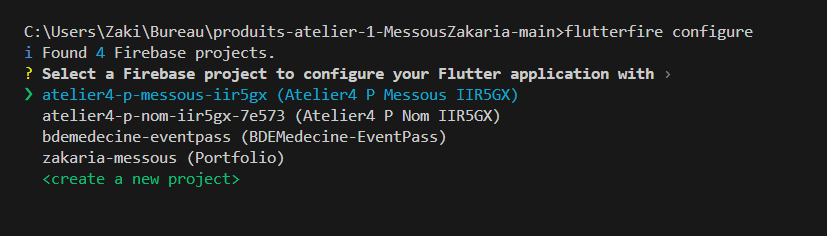 C:\Users\Zaki\Bureau\produits-atelier-1-MessousZakaria-main>flutterfire configure
i Found 4 Firebase projects.
? Select a Firebase project to configure your Flutter application with ›
❯ atelier4-p-messous-iir5gx (Atelier4 P Messous IIR5GX)
atelier4-p-nom-iir5gx-7e573 (Atelier4 P Nom IIR5GX)
bdemedecine-eventpass (BDEMedecine-EventPass)
zakaria-messous (Portfolio)
<create a new project>